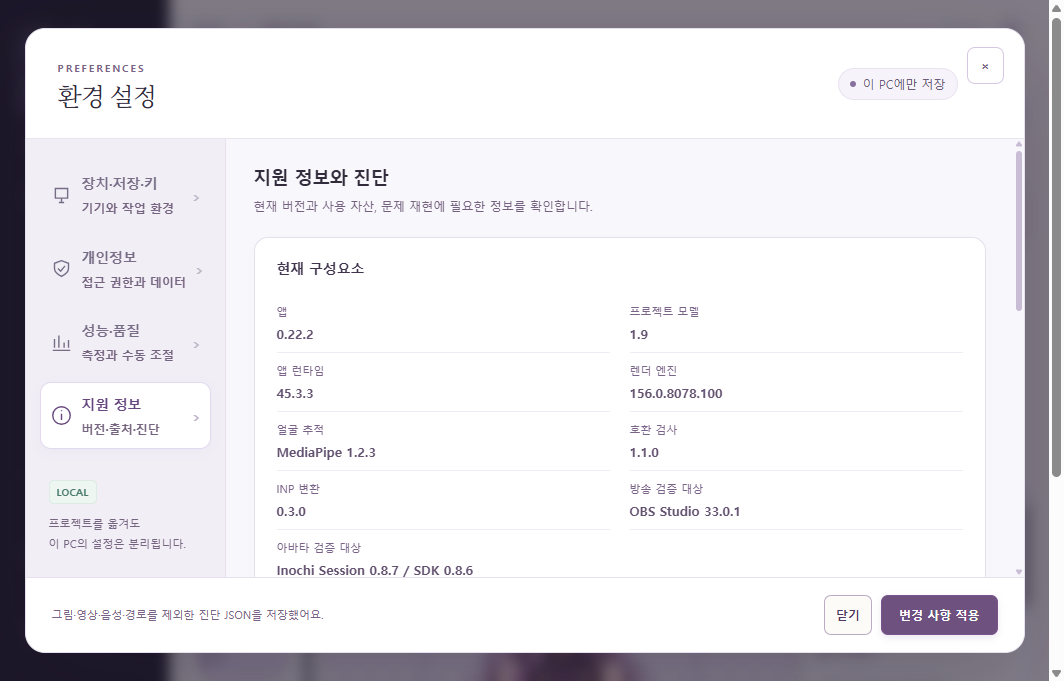 PREFERENCES
환경 설정
이 PC에만 저장
×
장치·저장·키
기기와 작업 환경
개인정보
접근 권한과 데이터
성능·품질
측정과 수동 조절
지원 정보
버전·출처·진단
LOCAL
프로젝트를 옮겨도
이 PC의 설정은 분리됩니다.
지원 정보와 진단
현재 버전과 사용 자산, 문제 재현에 필요한 정보를 확인합니다.
현재 구성요소
앱
0.22.2
프로젝트 모델
1.9
앱 런타임
45.3.3
렌더 엔진
156.0.8078.100
얼굴 추적
MediaPipe 1.2.3
호환 검사
1.1.0
INP 변환
0.3.0
방송 검증 대상
OBS Studio 33.0.1
아바타 검증 대상
Inochi Session 0.8.7 / SDK 0.8.6
그림·영상·음성·경로를 제외한 진단 JSON을 저장했어요.
닫기
변경 사항 적용